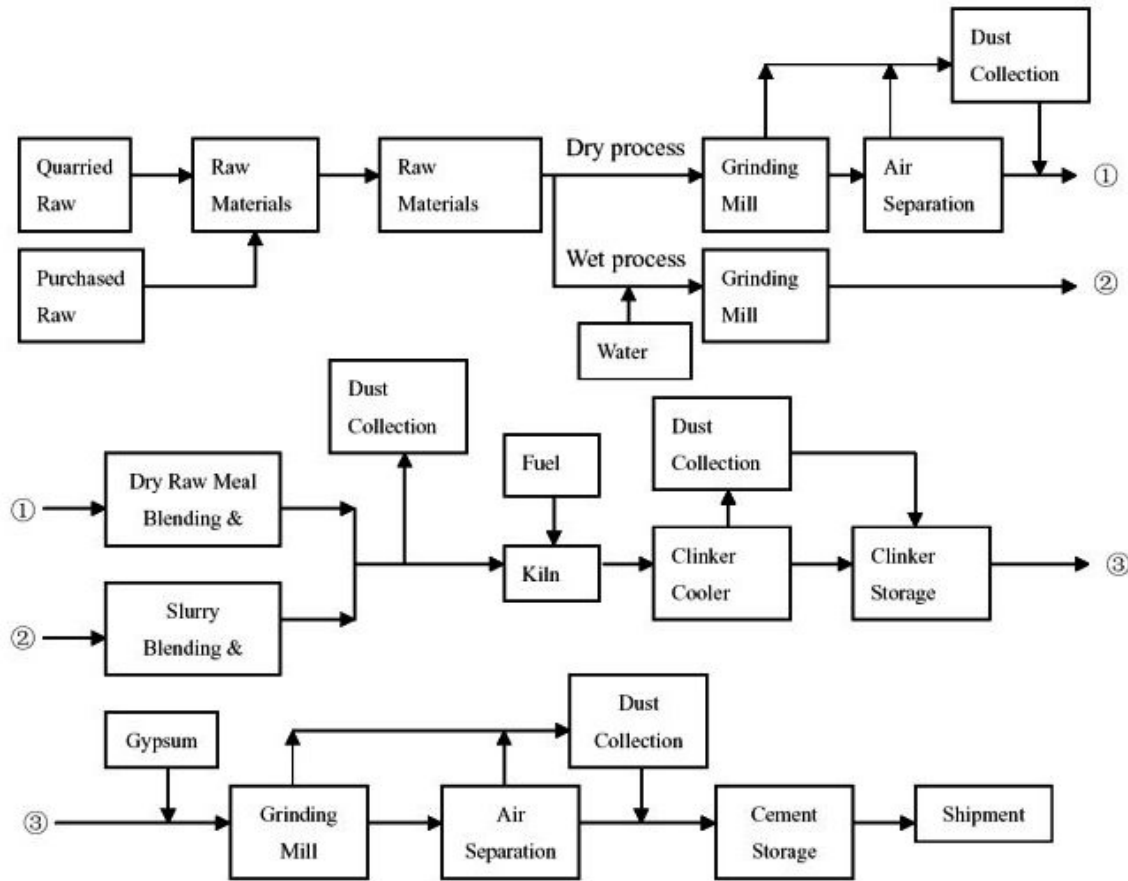 Dust
Collection
Quarried
Raw
Raw
Materials
Raw
Materials
Dry process
Grinding
Mill
Air
Separation
①
Purchased
Raw
Wet process
Grinding
Mill
②
Water
Dust
Collection
Fuel
Dust
Collection
①
Dry Raw Meal
Blending &
Kiln
Clinker
Cooler
Clinker
Storage
③
②
Slurry
Blending &
Gypsum
Dust
Collection
③
Grinding
Mill
Air
Separation
Cement
Storage
Shipment